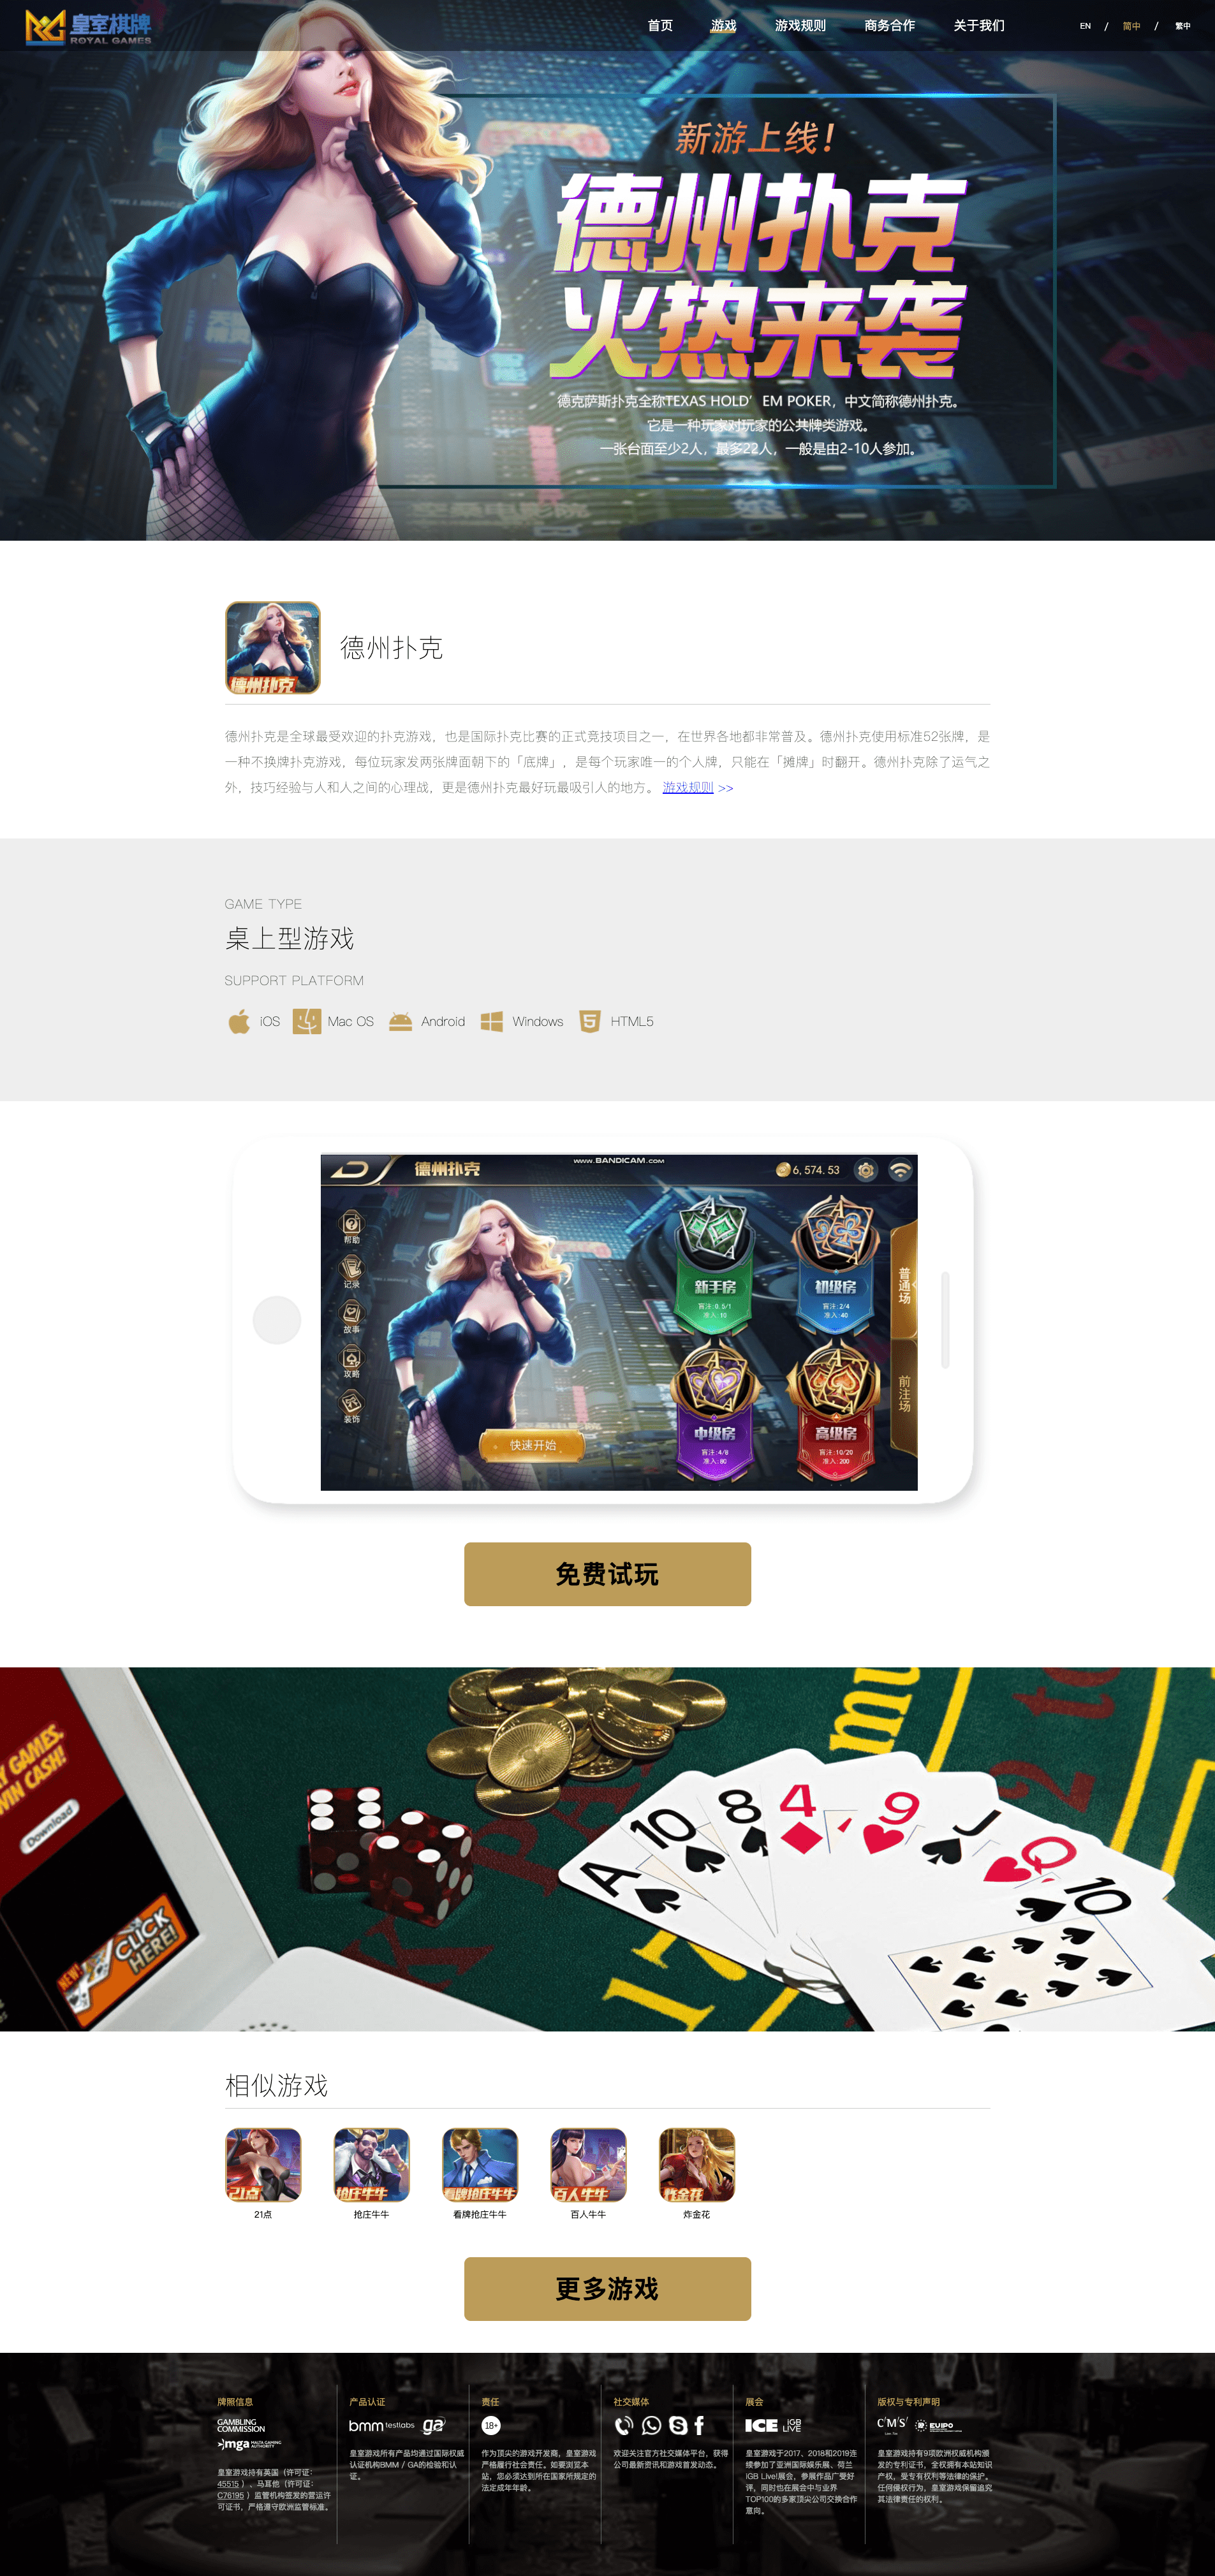 皇室棋牌
ROYAL GAMES
首页
游戏
游戏规则
商务合作
关于我们
EN / 简中 / 繁中
新游上线！
德州扑克
火热来袭
德克萨斯扑克全称TEXAS HOLD' EM POKER，中文简称德州扑克。
它是一种玩家对玩家的公共牌类游戏。
一张台面至少2人，最多22人，一般是由2-10人参加。
德州扑克
德州扑克
德州扑克是全球最受欢迎的扑克游戏，也是国际扑克比赛的正式竞技项目之一，在世界各地都非常普及。德州扑克使用标准52张牌，是
一种不换牌扑克游戏，每位玩家发两张牌面朝下的「底牌」，是每个玩家唯一的个人牌，只能在「摊牌」时翻开。德州扑克除了运气之
外，技巧经验与人和人之间的心理战，更是德州扑克最好玩最吸引人的地方。 游戏规则 >>
GAME TYPE
桌上型游戏
SUPPORT PLATFORM
iOS
Mac OS
Android
Windows
HTML5
德州扑克
www.BANDICAM.com
6,574.53
帮助
记录
故事
攻略
装饰
新手房
盲注:0.5/1
准入:10
初级房
盲注:2/4
准入:40
中级房
盲注:4/8
准入:80
高级房
盲注:10/20
准入:200
普通场
前注场
快速开始
免费试玩
Y GAMES.
WIN CASH!
Download
NEW!
CLICK
HERE!
A
10
8
4
9
J
Q
10
相似游戏
21点
抢庄牛牛
看牌抢庄牛牛
百人牛牛
炸金花
21点
抢庄牛牛
看牌抢庄牛牛
百人牛牛
炸金花
更多游戏
牌照信息
GAMBLING
COMMISSION
mga MALTA GAMING
AUTHORITY
皇室游戏持有英国（许可证：
45515 ）、马耳他（许可证：
C76195 ）监管机构签发的营运许
可证书，严格遵守欧洲监管标准。
产品认证
bmm testlabs
ga
皇室游戏所有产品均通过国际权威
认证机构BMM / GA的检验和认
证。
责任
18+
作为顶尖的游戏开发商，皇室游戏
严格履行社会责任。如要浏览本
站，您必须达到所在国家所规定的
法定成年年龄。
社交媒体
欢迎关注官方社交媒体平台，获得
公司最新资讯和游戏首发动态。
展会
ICE
iGB
LIVE
皇室游戏于2017、2018和2019连
续参加了亚洲国际娱乐展、荷兰
iGB Live!展会，参展作品广受好
评，同时也在展会中与业界
TOP100的多家顶尖公司交换合作
意向。
版权与专利声明
C'M'S'
EUIPO
皇室游戏持有9项欧洲权威机构颁
发的专利证书，全权拥有本站知识
产权，受专有权利等法律的保护。
任何侵权行为，皇室游戏保留追究
其法律责任的权利。